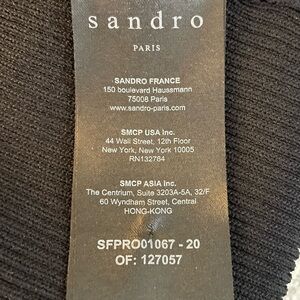 sandro
PARIS
SANDRO FRANCE
150 boulevard Haussmann
75008 Paris
www.sandro-paris.com
SMCP USA Inc.
44 Wall Street, 12th Floor
New York, New York 10005
RN132784
SMCP ASIA Inc.
The Centrium, Suite 3203A-5A, 32/F
60 Wyndham Street, Central
HONG-KONG
SFPRO01067 - 20
OF: 127057